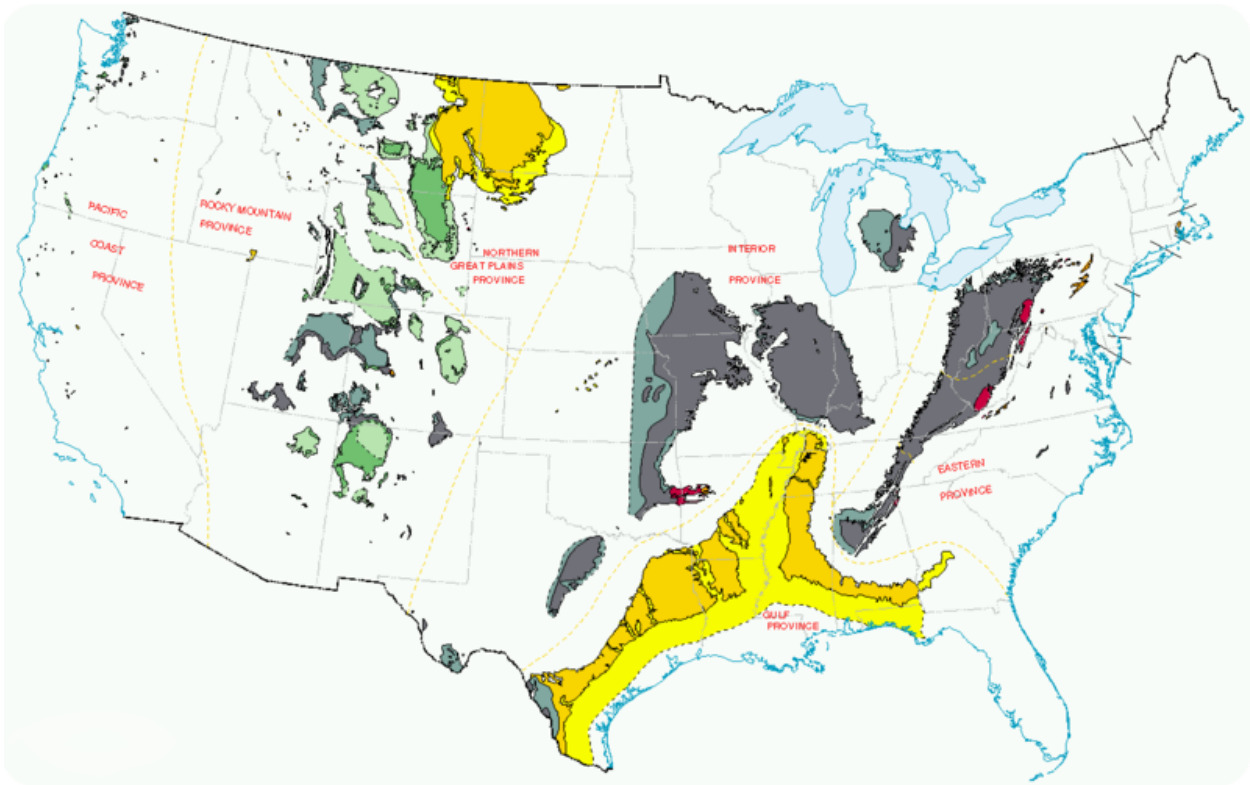 PACIFIC
COAST
PROVINCE
ROCKY MOUNTAIN
PROVINCE
NORTHERN
GREAT PLAINS
PROVINCE
INTERIOR
PROVINCE
EASTERN
PROVINCE
GULF
PROVINCE